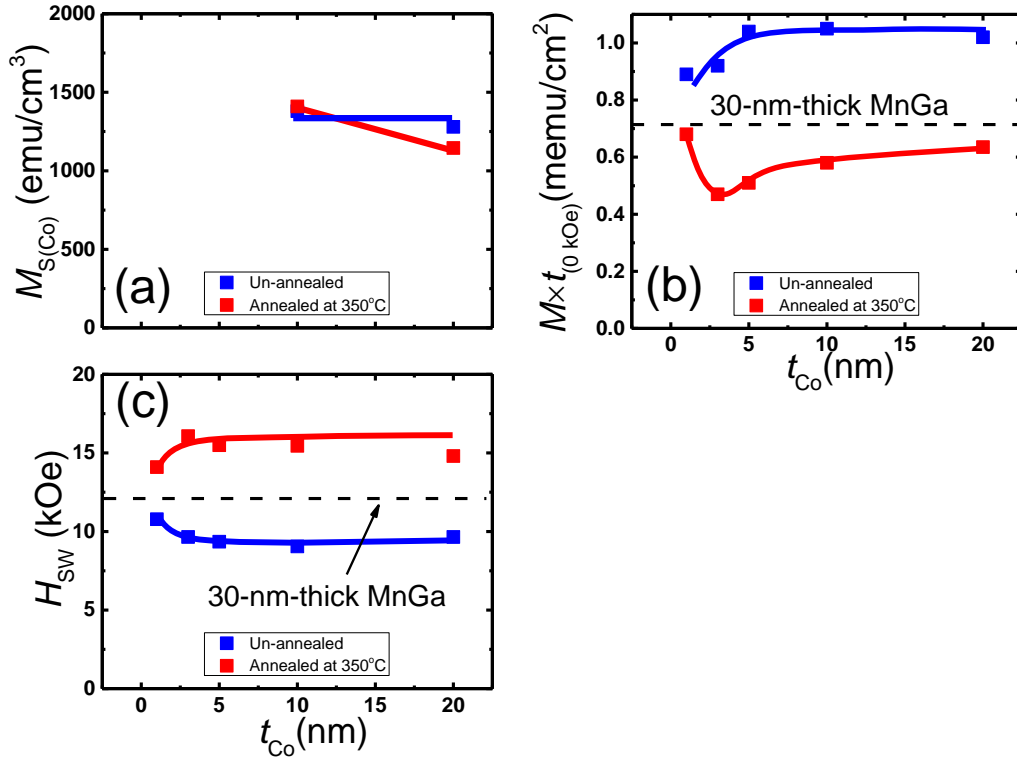 2000
1500
1000
500
0
M_S(Co) (emu/cm³)
(a)
Un-annealed
Annealed at 350°C
1.0
0.8
0.6
0.4
0.2
0.0
M×t_(0 kOe)(memu/cm²)
30-nm-thick MnGa
(b)
Un-annealed
Annealed at 350°C
0 5 10 15 20
t_Co(nm)
20
15
10
5
0
H_SW (kOe)
(c)
30-nm-thick MnGa
Un-annealed
Annealed at 350°C
0 5 10 15 20
t_Co(nm)